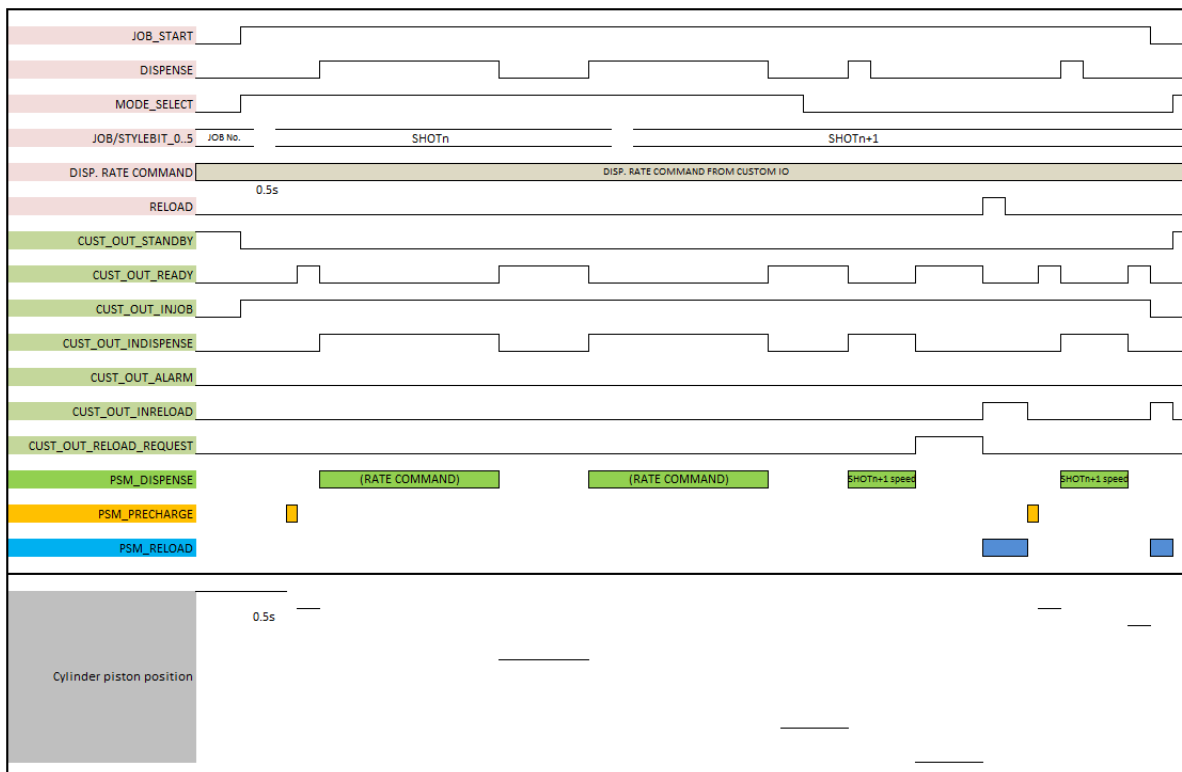 JOB_START
DISPENSE
MODE_SELECT
JOB/STYLEBIT_0..5 JOB No. SHOTn SHOTn+1
DISP. RATE COMMAND DISP. RATE COMMAND FROM CUSTOM IO
0.5s
RELOAD
CUST_OUT_STANDBY
CUST_OUT_READY
CUST_OUT_INJOB
CUST_OUT_INDISPENSE
CUST_OUT_ALARM
CUST_OUT_INRELOAD
CUST_OUT_RELOAD_REQUEST
PSM_DISPENSE (RATE COMMAND) (RATE COMMAND) SHOTn+1 speed SHOTn+1 speed
PSM_PRECHARGE
PSM_RELOAD
0.5s
Cylinder piston position